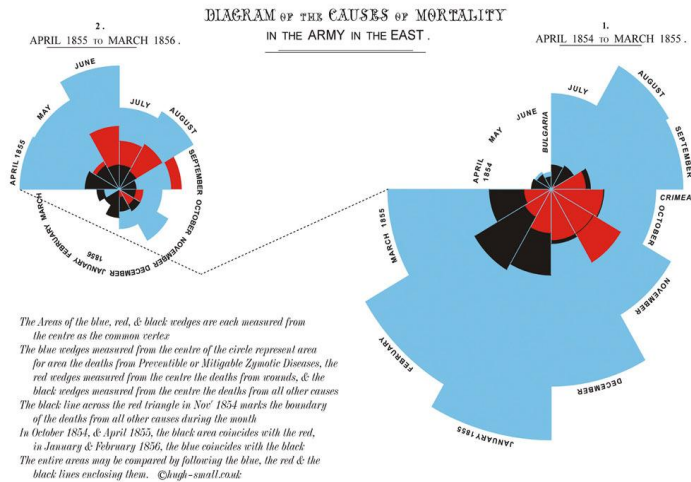 DIAGRAM OF THE CAUSES OF MORTALITY
IN THE ARMY IN THE EAST.
2.
APRIL 1855 TO MARCH 1856.
1.
APRIL 1854 TO MARCH 1855.
JUNE
JULY
AUGUST
MAY
APRIL 1855
SEPTEMBER
OCTOBER
NOVEMBER
DECEMBER
JANUARY
1856
FEBRUARY
MARCH
APRIL
1854
MAY
JUNE
BULGARIA
JULY
AUGUST
SEPTEMBER
CRIMEA
OCTOBER
NOVEMBER
DECEMBER
JANUARY 1855
FEBRUARY
MARCH 1855
The Areas of the blue, red, & black wedges are each measured from
the centre as the common vertex
The blue wedges measured from the centre of the circle represent area
for area the deaths from Preventible or Mitigable Zymotic Diseases, the
red wedges measured from the centre the deaths from wounds, & the
black wedges measured from the centre the deaths from all other causes
The black line across the red triangle in Nov' 1854 marks the boundary
of the deaths from all other causes during the month
In October 1854, & April 1855, the black area coincides with the red,
in January & February 1856, the blue coincides with the black
The entire areas may be compared by following the blue, the red & the
black lines enclosing them. ©hugh-small.co.uk